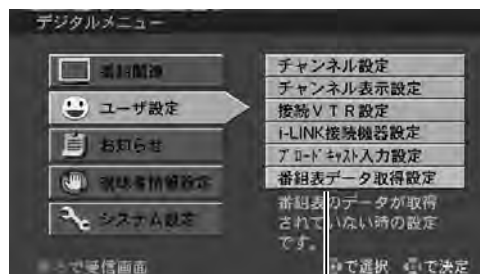 デジタルメニュー
番組関連
ユーザ設定
お知らせ
視聴者情報設定
システム設定
チャンネル設定
チャンネル表示設定
接続VTR設定
i-LINK接続機器設定
ブロードキャスト入力設定
番組表データ取得設定
番組表のデータが取得
されていない時の設定
です。
で受信画面
で選択 で決定